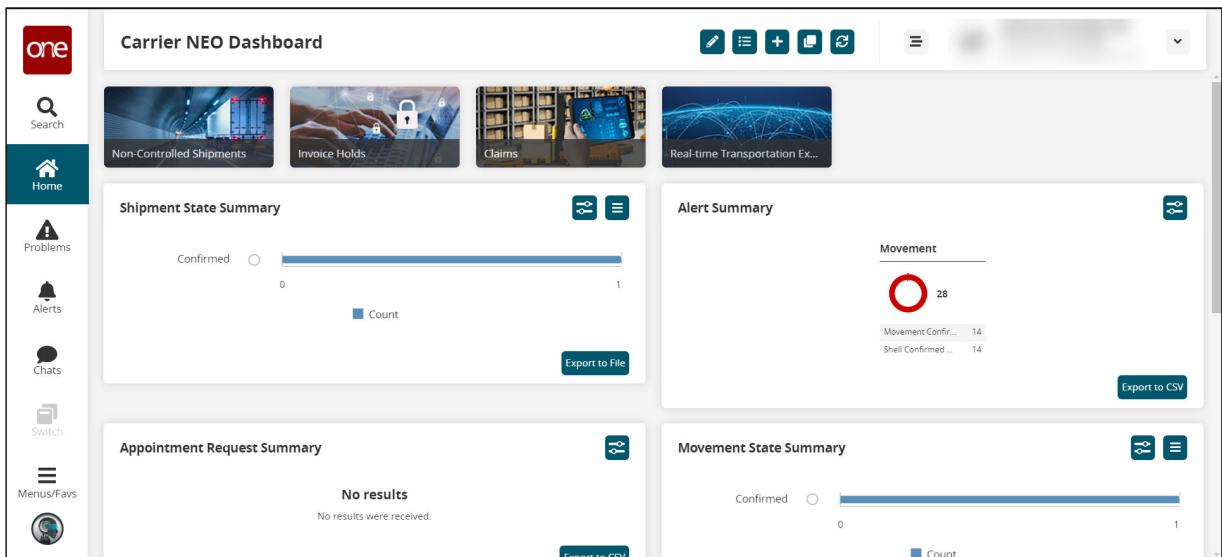 one
Carrier NEO Dashboard
Search
Home
Problems
Alerts
Chats
Switch
Menus/Favs
Non-Controlled Shipments
Invoice Holds
Claims
Real-time Transportation Ex...
Shipment State Summary
Confirmed
0 1
Count
Export to File
Alert Summary
Movement
28
Movement Confir... 14
Shell Confirmed ... 14
Export to CSV
Appointment Request Summary
No results
No results were received.
Export to CSV
Movement State Summary
Confirmed
0 1
Count